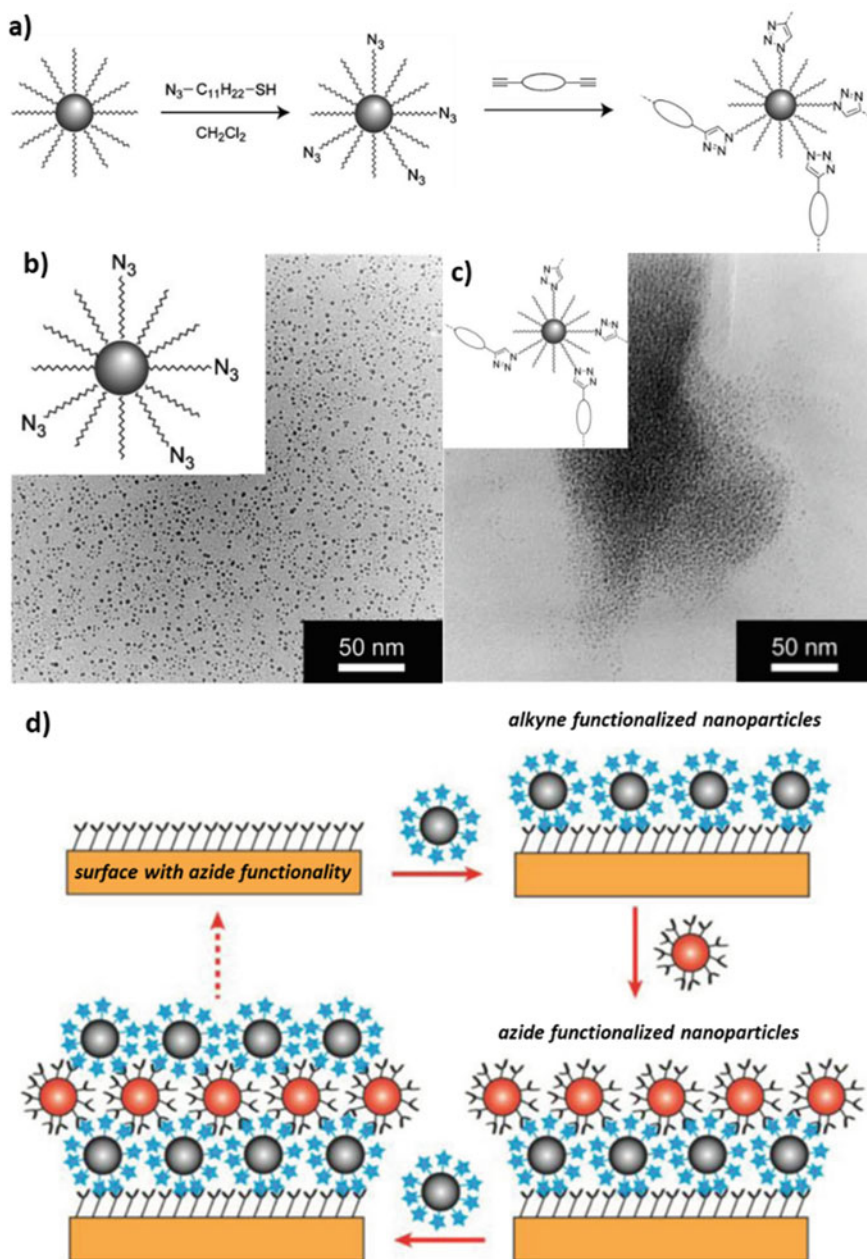 a)
N₃
N₃–C₁₁H₂₂–SH
CH₂Cl₂
N₃
N₃
N₃
N
N
N
N
N
N
N
N
N
N
N
N
b)
N₃
N₃
N₃
N₃
50 nm
c)
N
N
N
N
N
N
N
N
N
N
N
N
50 nm
d)
alkyne functionalized nanoparticles
surface with azide functionality
azide functionalized nanoparticles